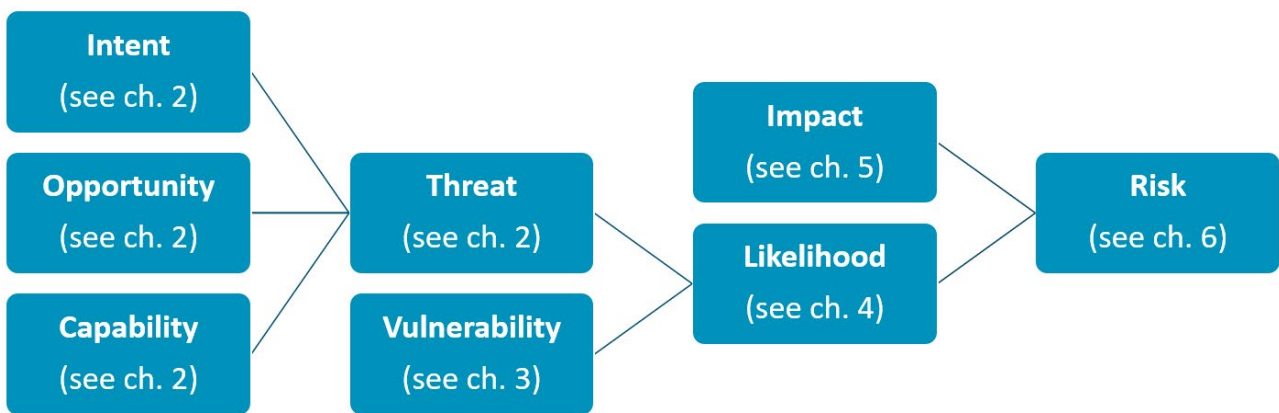 Intent
(see ch. 2)
Opportunity
(see ch. 2)
Capability
(see ch. 2)
Threat
(see ch. 2)
Vulnerability
(see ch. 3)
Impact
(see ch. 5)
Likelihood
(see ch. 4)
Risk
(see ch. 6)